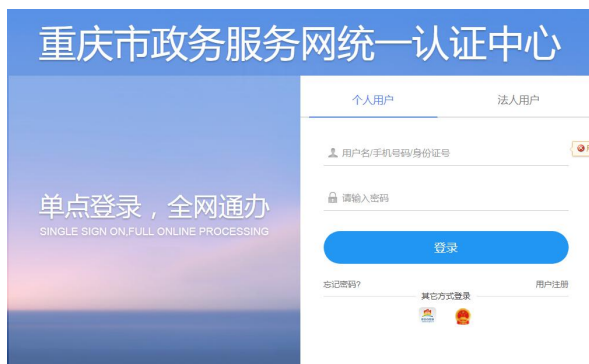 重庆市政务服务网统一认证中心
个人用户
法人用户
用户名/手机号码/身份证号
请输入密码
单点登录，全网通办
SINGLE SIGN ON,FULL ONLINE PROCESSING
登录
忘记密码?
用户注册
其它方式登录